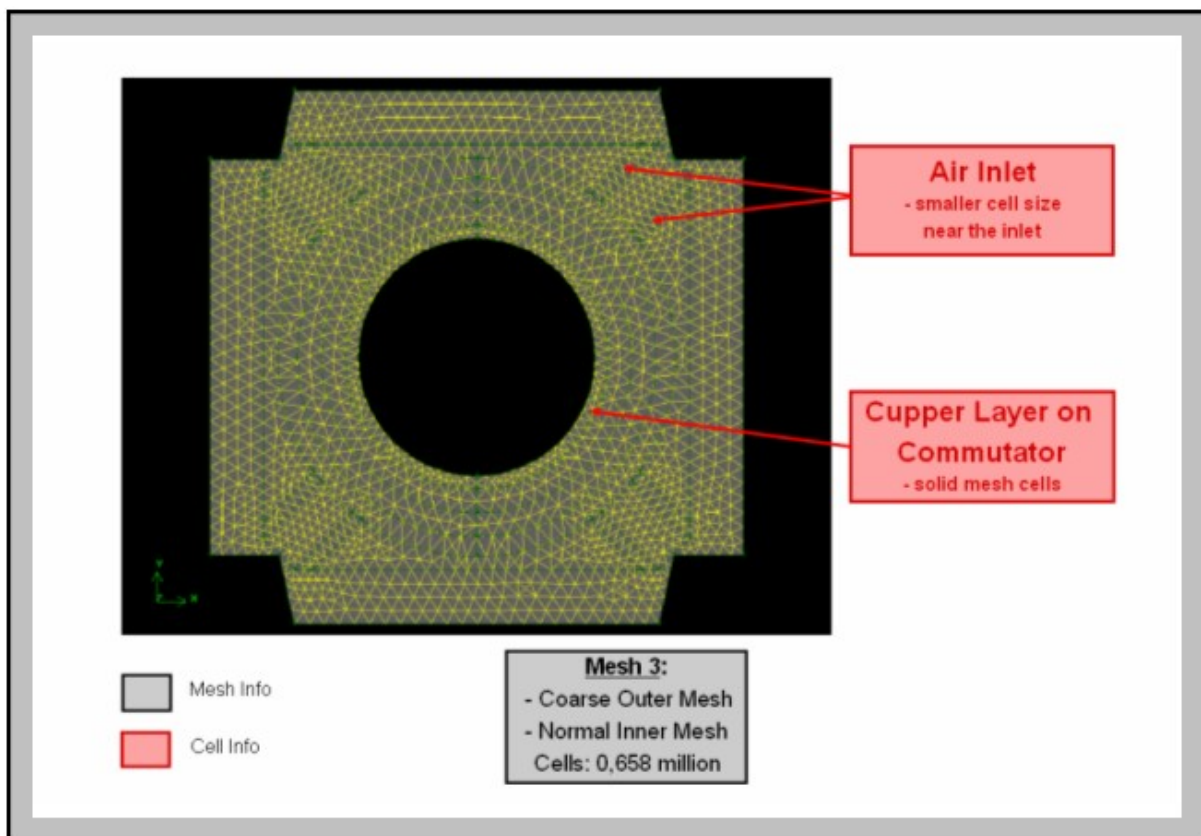 Air Inlet
- smaller cell size
near the inlet
Cupper Layer on
Commutator
- solid mesh cells
Y
X
Mesh Info
Cell Info
Mesh 3:
- Coarse Outer Mesh
- Normal Inner Mesh
Cells: 0,658 million